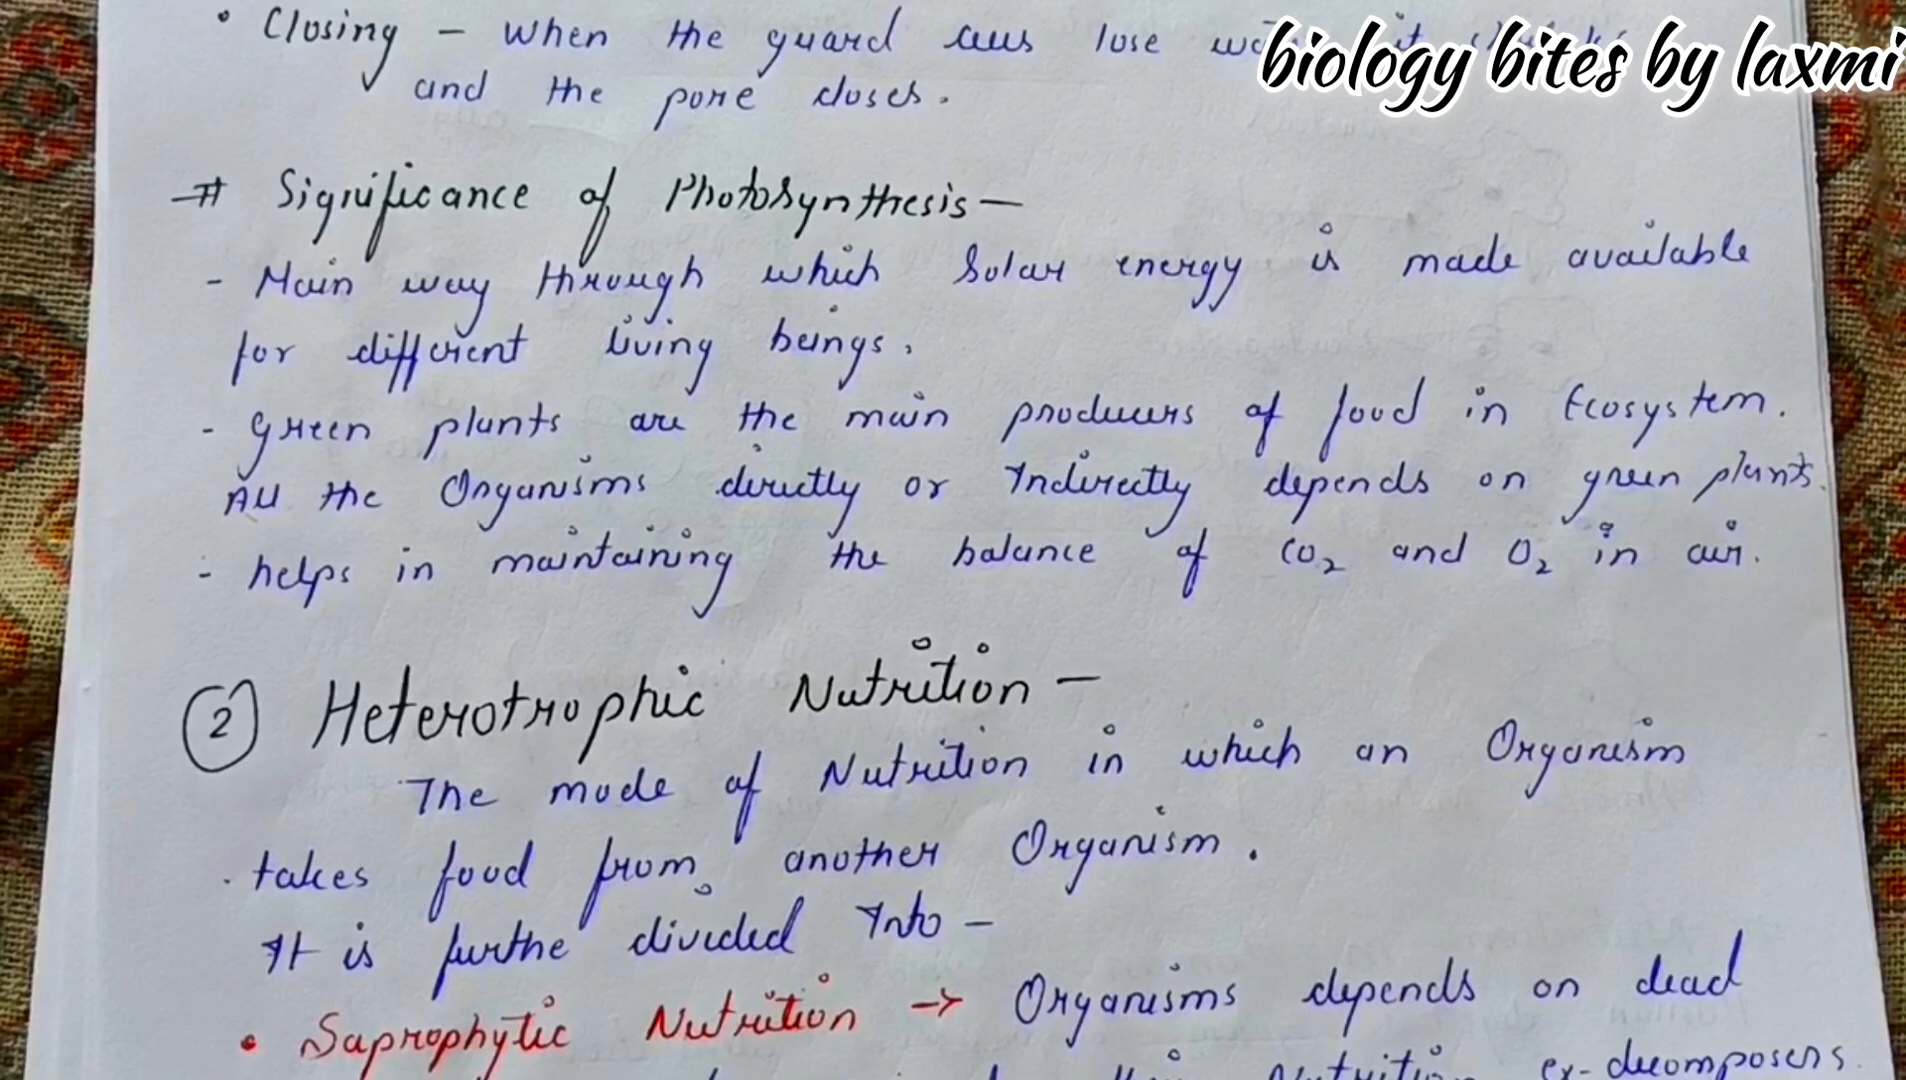 • Closing - when the guard cells lose
biology bites by laxmi
and the pore closes.
# Significance of Photosynthesis -
- Main way through which Solar energy is made available
for different living beings.
- green plants are the main producers of food in Ecosystem.
All the Organisms directly or Indirectly depends on green plants.
- helps in maintaining the balance of CO₂ and O₂ in air.
② Heterotrophic Nutrition -
The mode of Nutrition in which an Organism
takes food from another Organism.
It is furthe divided Into -
• Saprophytic Nutrition → Organisms depends on dead
Nutrition ex- decomposers.